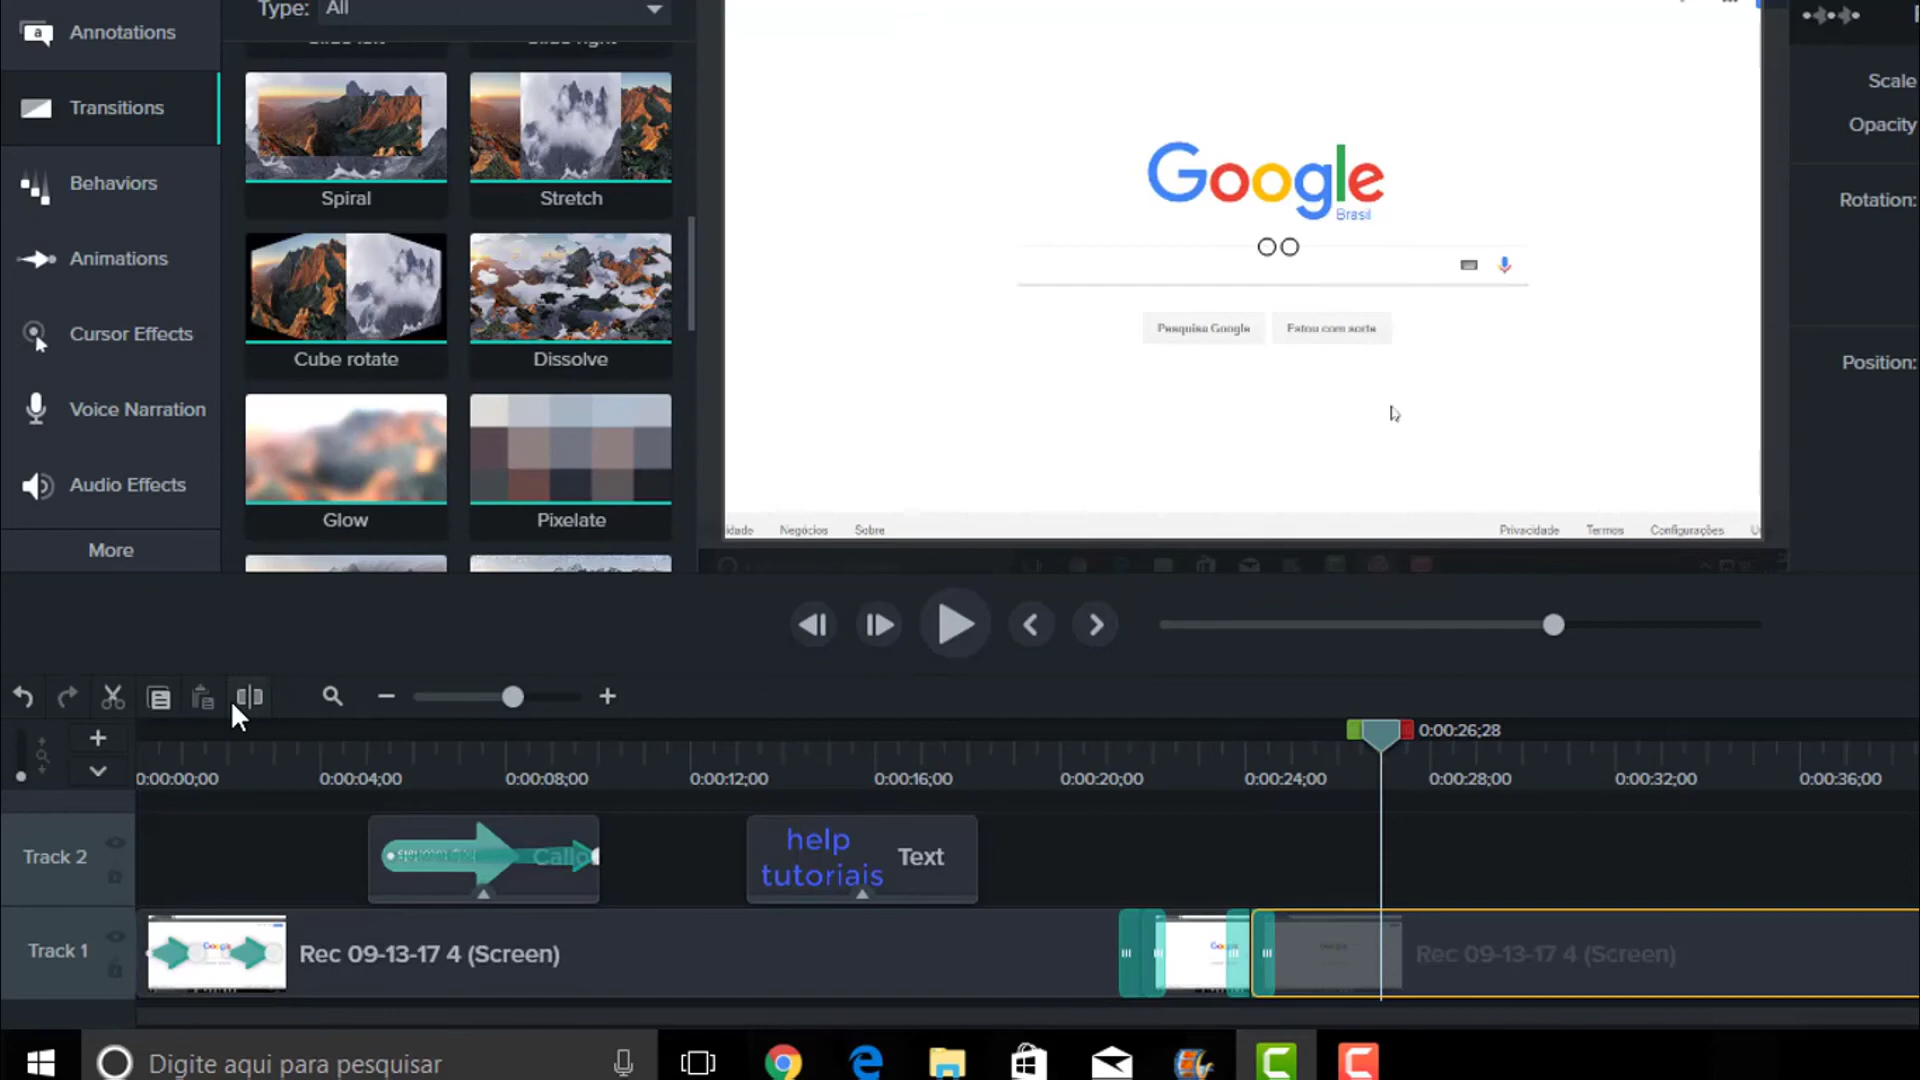 Type: All
Annotations
Transitions
Behaviors
Animations
Cursor Effects
Voice Narration
Audio Effects
More
Spiral
Stretch
Cube rotate
Dissolve
Glow
Pixelate
Google
Brasil
Pesquisa Google
Estou com sorte
Negócios
Sobre
Privacidade
Termos
Configurações
Scale
Opacity
Rotation:
Position:
0:00:26;28
0:00:00;00
0:00:04;00
0:00:08;00
0:00:12;00
0:00:16;00
0:00:20;00
0:00:24;00
0:00:28;00
0:00:32;00
0:00:36;00
Track 2
Callo
help
tutoriais
Text
Track 1
Rec 09-13-17 4 (Screen)
Rec 09-13-17 4 (Screen)
Digite aqui para pesquisar